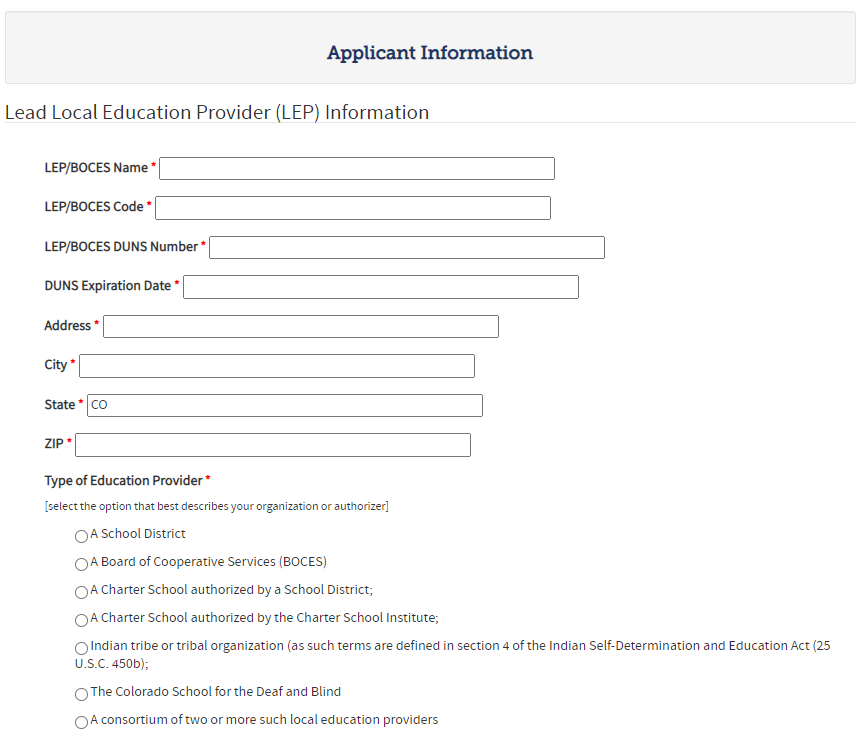 Applicant Information
Lead Local Education Provider (LEP) Information
LEP/BOCES Name *
LEP/BOCES Code *
LEP/BOCES DUNS Number *
DUNS Expiration Date *
Address *
City *
State * CO
ZIP *
Type of Education Provider *
[select the option that best describes your organization or authorizer]
A School District
A Board of Cooperative Services (BOCES)
A Charter School authorized by a School District;
A Charter School authorized by the Charter School Institute;
Indian tribe or tribal organization (as such terms are defined in section 4 of the Indian Self-Determination and Education Act (25
U.S.C. 450b);
The Colorado School for the Deaf and Blind
A consortium of two or more such local education providers